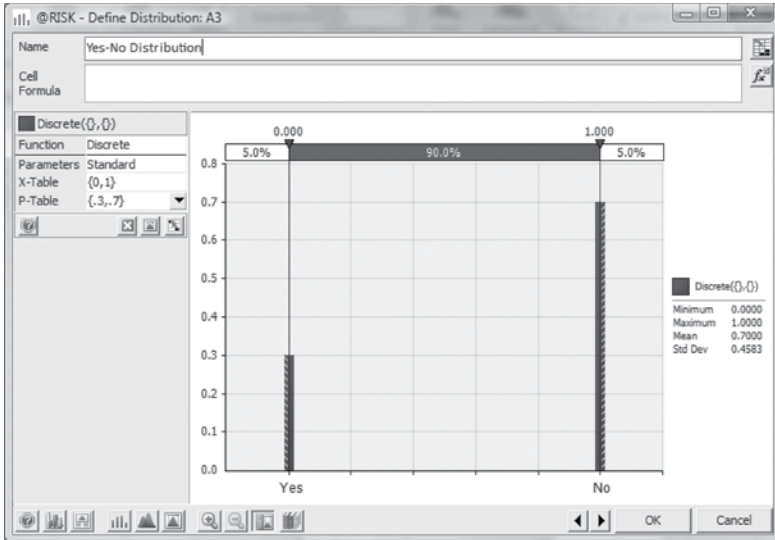 @RISK - Define Distribution: A3
Name Yes-No Distribution
Cell
Formula
Discrete({},{})
Function Discrete
Parameters Standard
X-Table {0,1}
P-Table {.3,.7}
0.000 1.000
5.0% 90.0% 5.0%
0.8
0.7
0.6
0.5
0.4
0.3
0.2
0.1
0.0
Yes No
Discrete({},{})
Minimum 0.0000
Maximum 1.0000
Mean 0.7000
Std Dev 0.4583
OK Cancel